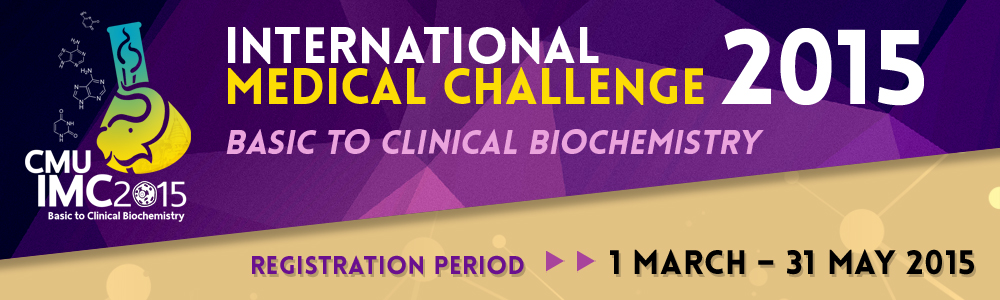 INTERNATIONAL
MEDICAL CHALLENGE 2015
BASIC TO CLINICAL BIOCHEMISTRY
CMU
IMC2015
Basic to Clinical Biochemistry
REGISTRATION PERIOD 1 MARCH – 31 MAY 2015